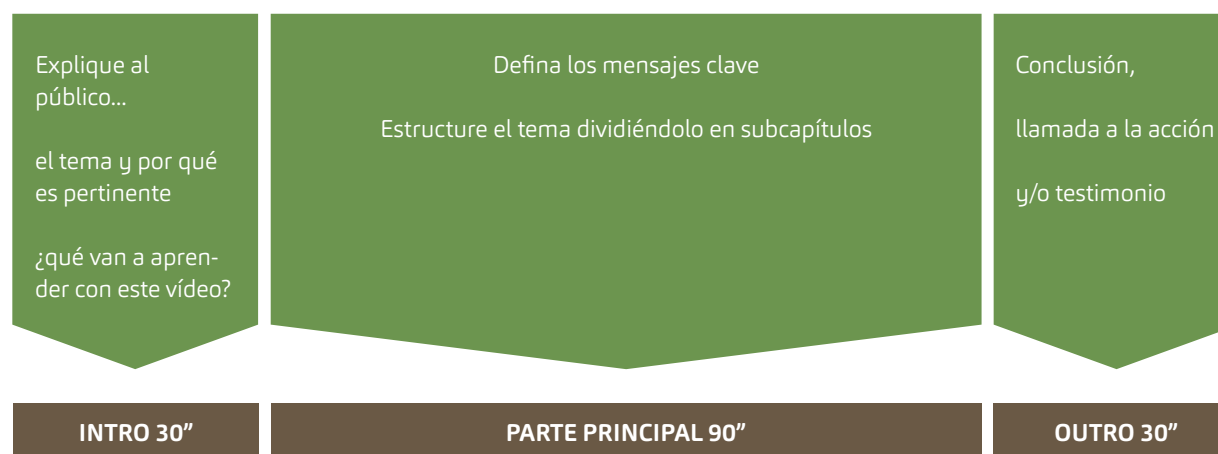 Explique al
público...
el tema y por qué
es pertinente
¿qué van a apren-
der con este vídeo?
Defina los mensajes clave
Estructure el tema dividiéndolo en subcapítulos
Conclusión,
llamada a la acción
y/o testimonio
INTRO 30”
PARTE PRINCIPAL 90”
OUTRO 30”